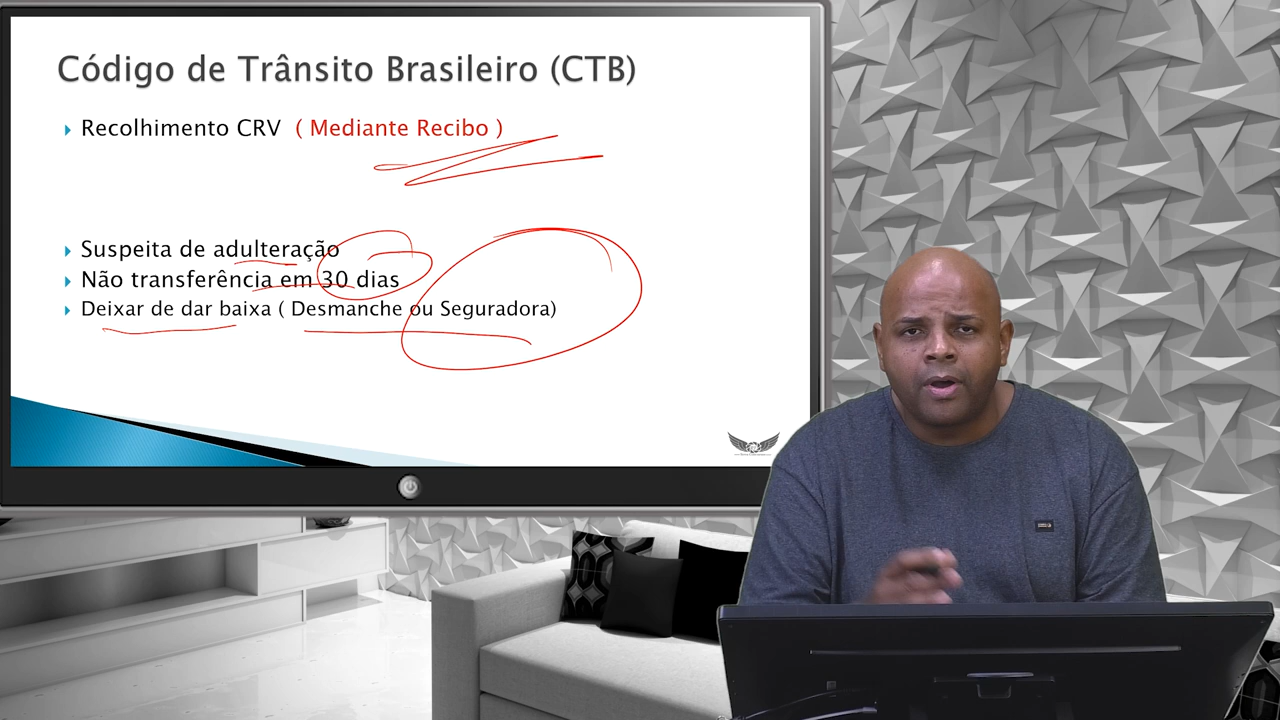 Código de Trânsito Brasileiro (CTB)
Recolhimento CRV ( Mediante Recibo )
Suspeita de adulteração
Não transferência em 30 dias
Deixar de dar baixa ( Desmanche ou Seguradora)